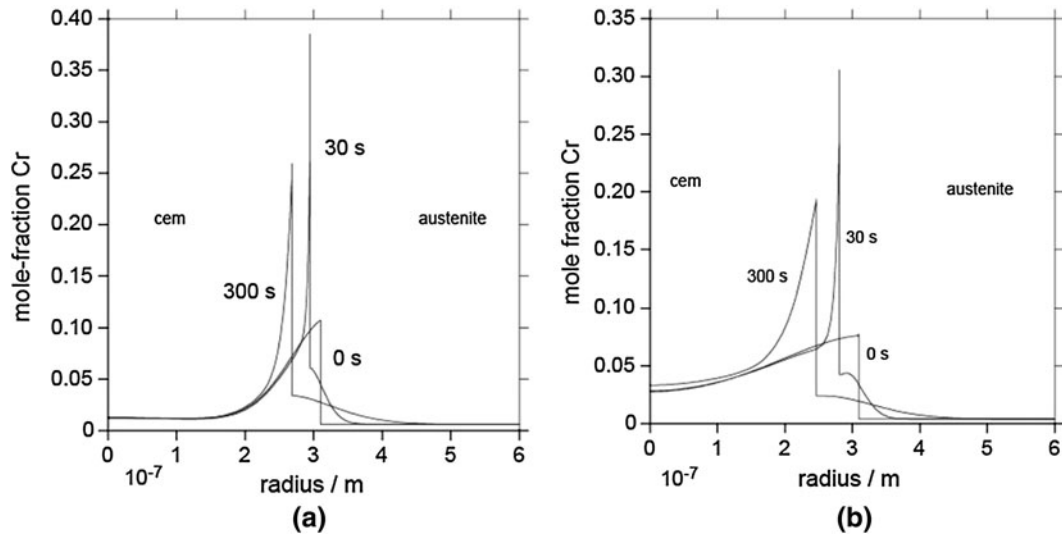 0.40
0.35
0.30
0.25
0.20
0.15
0.10
0.05
0
mole-fraction Cr
cem
austenite
30 s
300 s
0 s
0 1 2 3 4 5 6
10-7
radius / m
(a)
0.35
0.30
0.25
0.20
0.15
0.10
0.05
0
mole fraction Cr
cem
austenite
30 s
300 s
0 s
0 1 2 3 4 5 6
10-7
radius / m
(b)